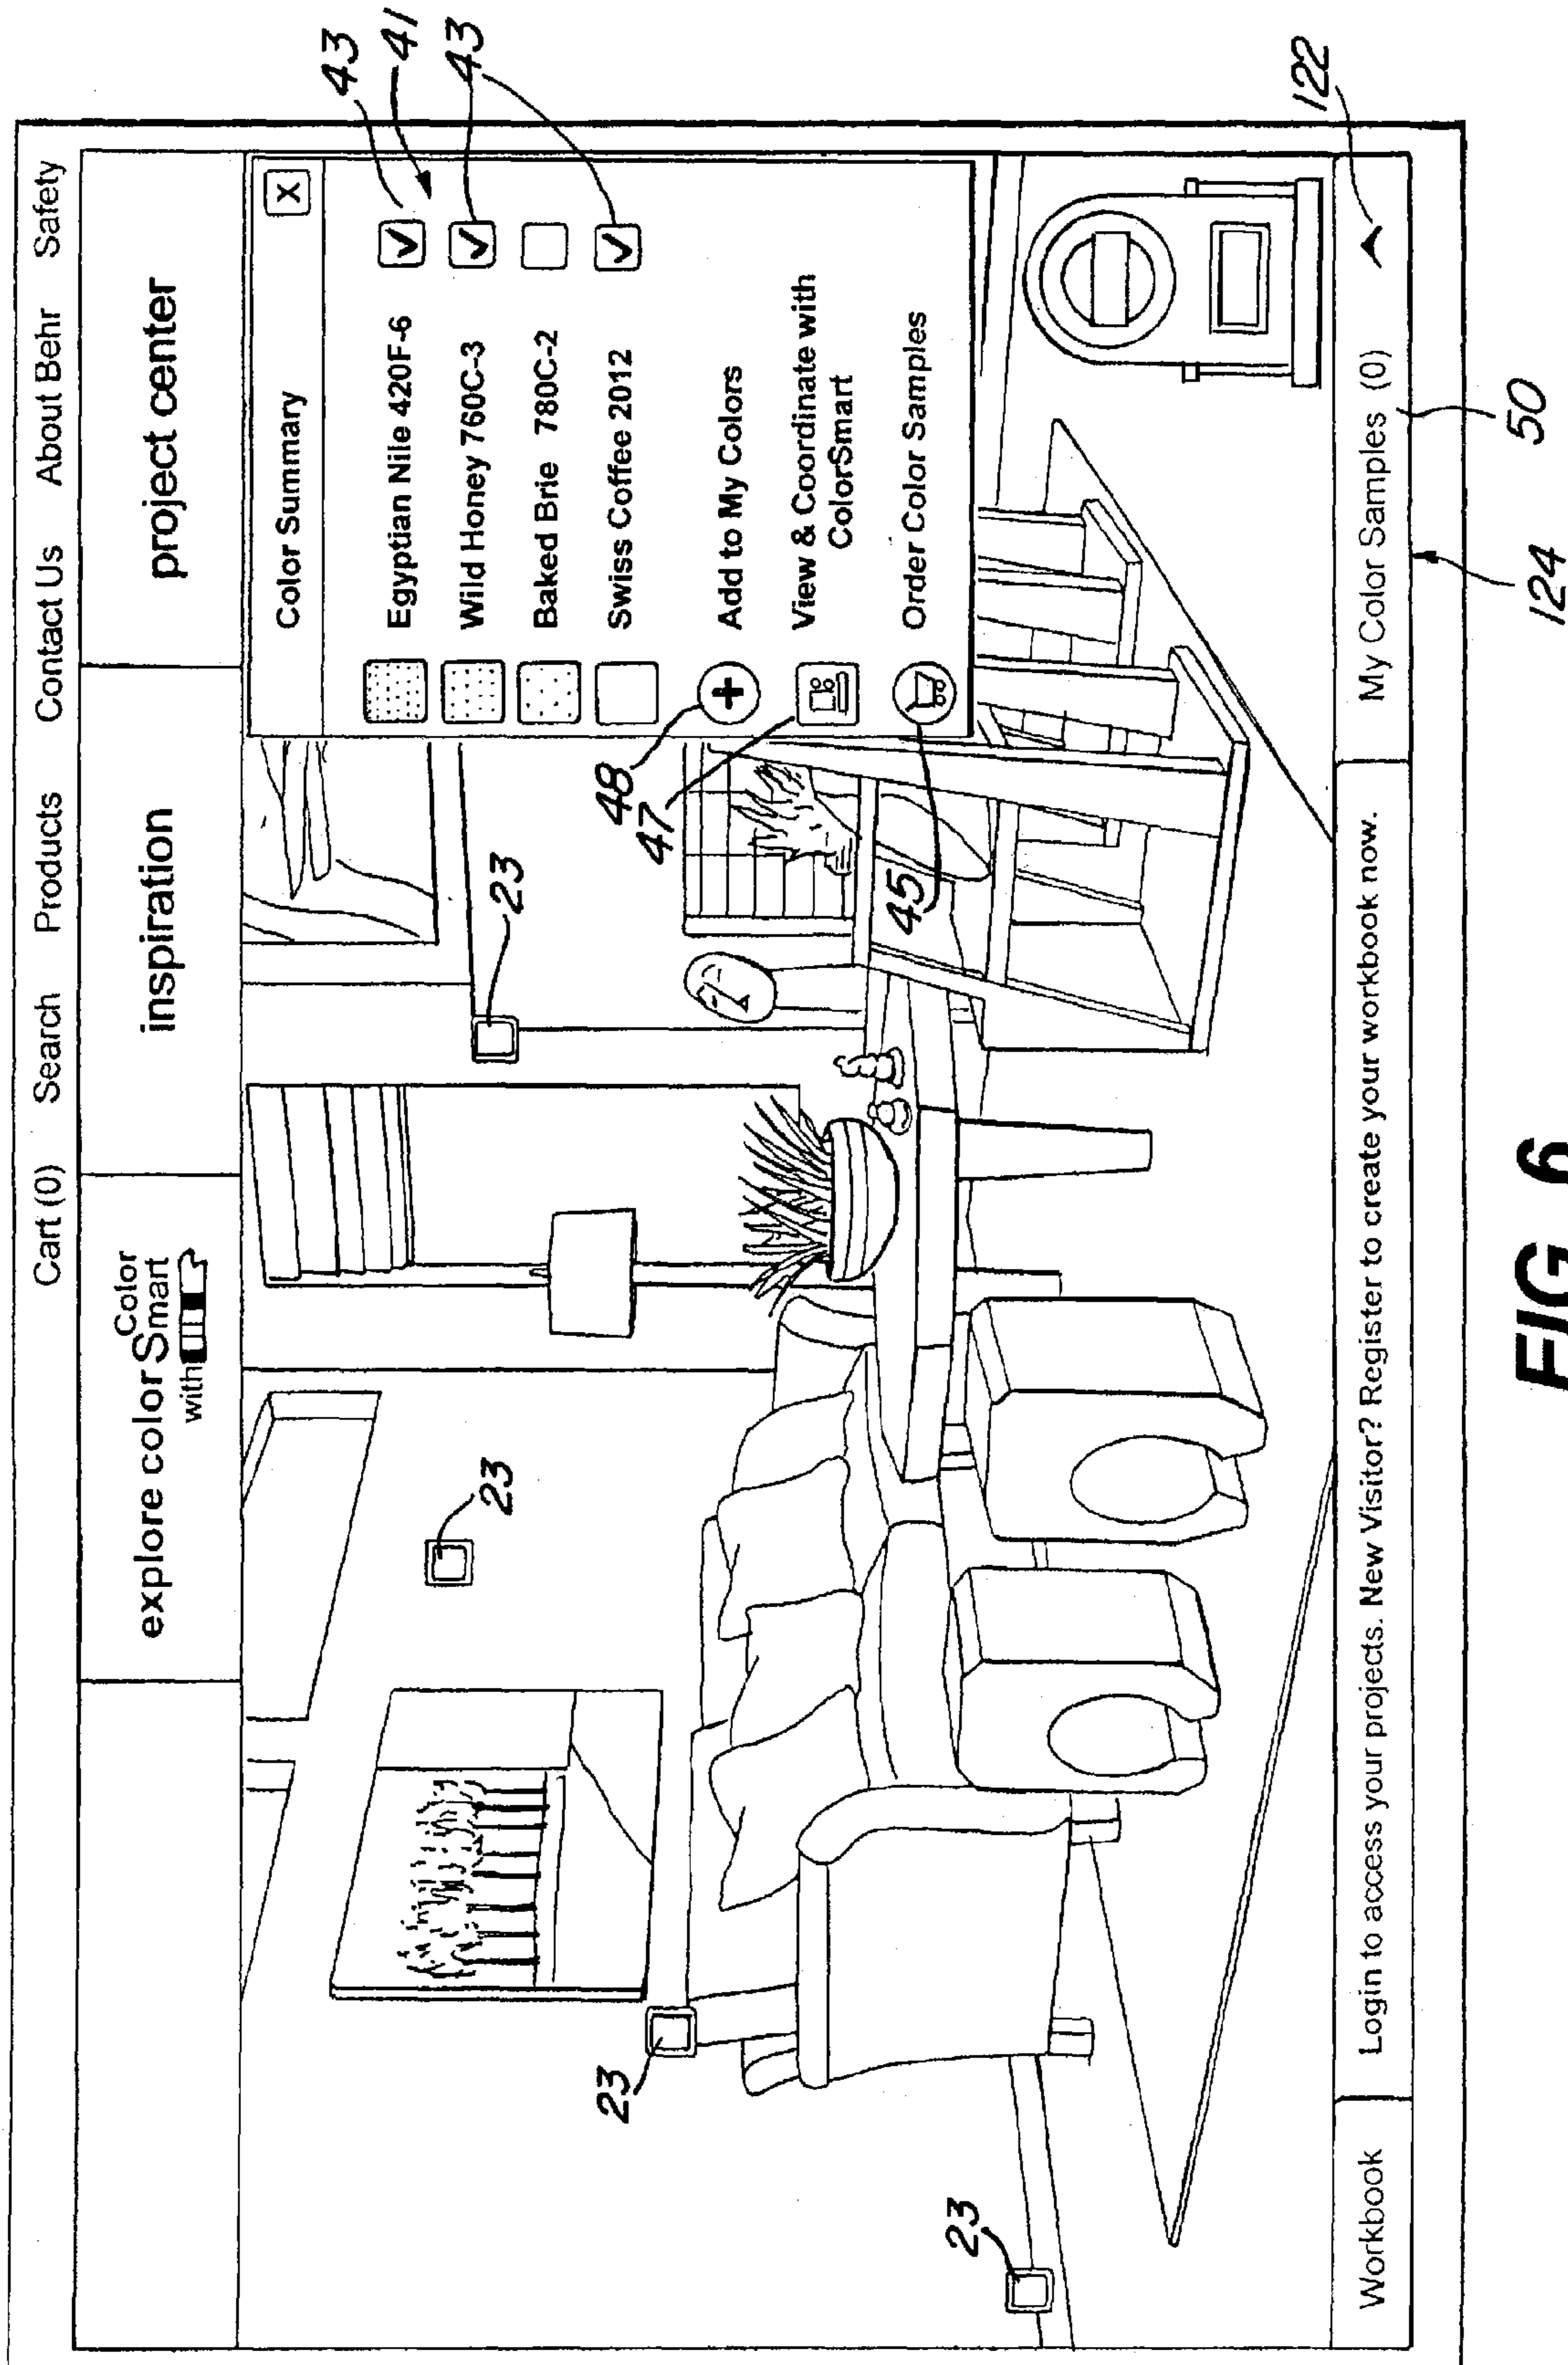 Cart (0) Search Products Contact Us About Behr Safety
explore color with Color Smart
inspiration
project center
Color Summary X
Egyptian Nile 420F-6
Wild Honey 760C-3
Baked Brie 780C-2
Swiss Coffee 2012
Add to My Colors
View & Coordinate with
ColorSmart
Order Color Samples
43
41
43
48
47
45
23
23
23
23
Workbook
Login to access your projects. New Visitor? Register to create your workbook now.
My Color Samples (0)
122
50
124
FIG. 6